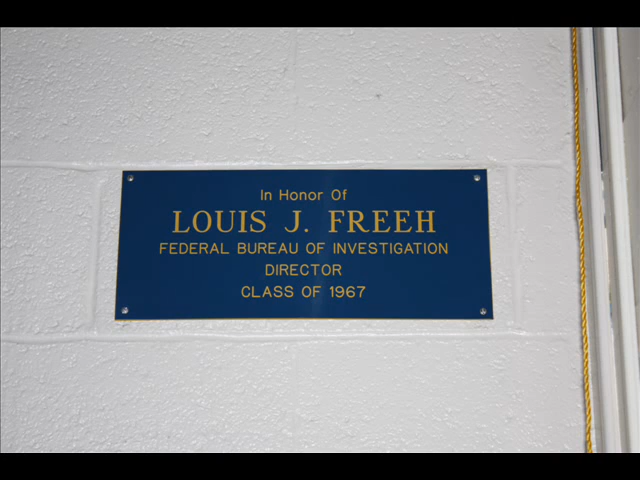 In Honor Of
LOUIS J. FREEH
FEDERAL BUREAU OF INVESTIGATION
DIRECTOR
CLASS OF 1967